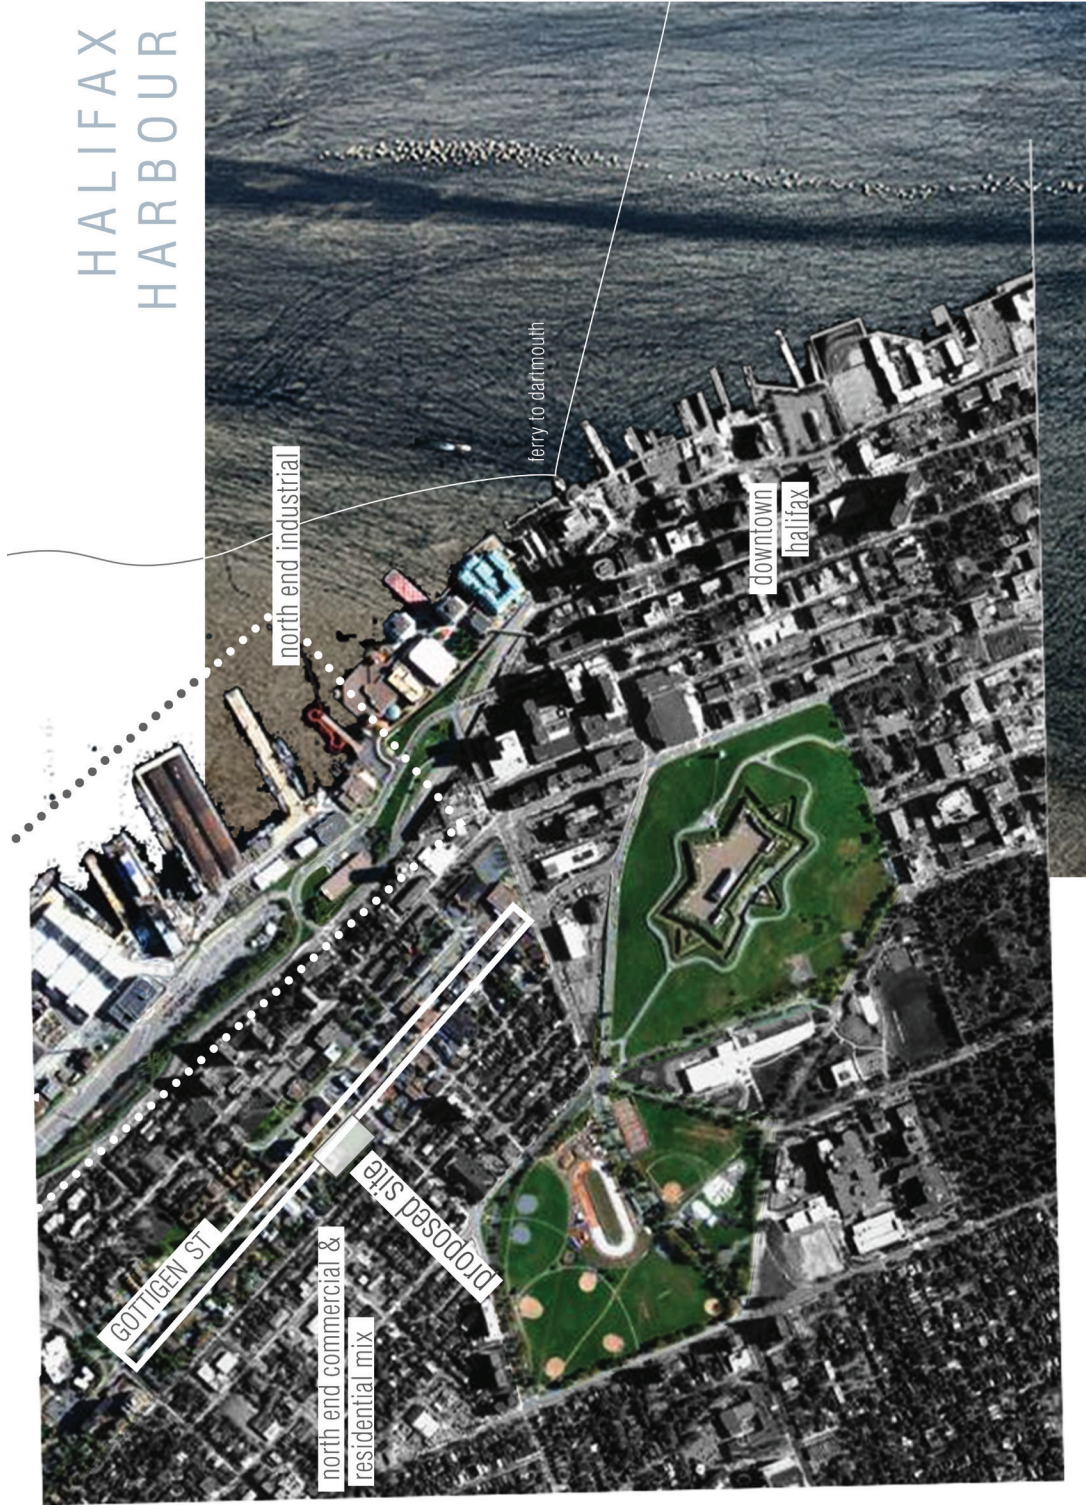 HALIFAX
HARBOUR
ferry to dartmouth
north end industrial
downtown
halifax
GOTTIGEN ST
proposed site
north end commercial &
residential mix